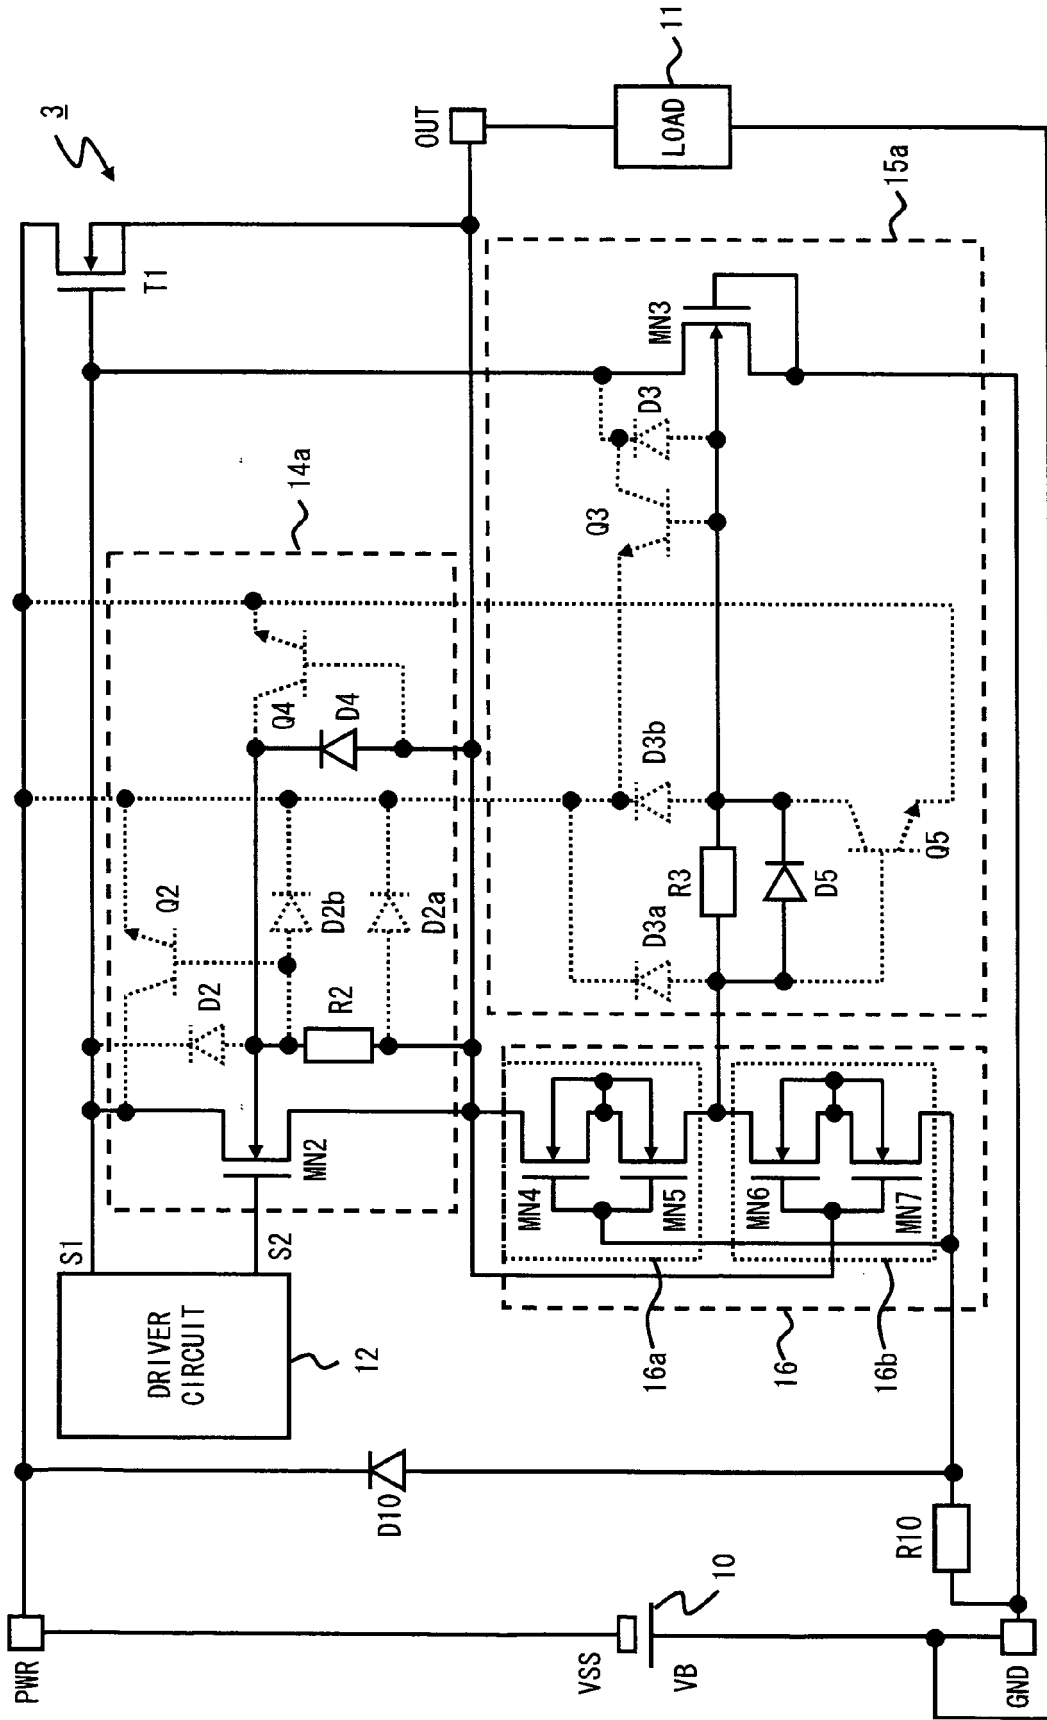 3
PWR
VSS
VB
10
GND
D10
R10
DRIVER
CIRCUIT
12
S1
S2
14a
MN2
D2
Q2
R2
D2b
D2a
Q4
D4
T1
OUT
LOAD
11
16
16a
16b
MN4
MN5
MN6
MN7
15a
D3a
D3b
R3
D5
Q5
Q3
D3
MN3